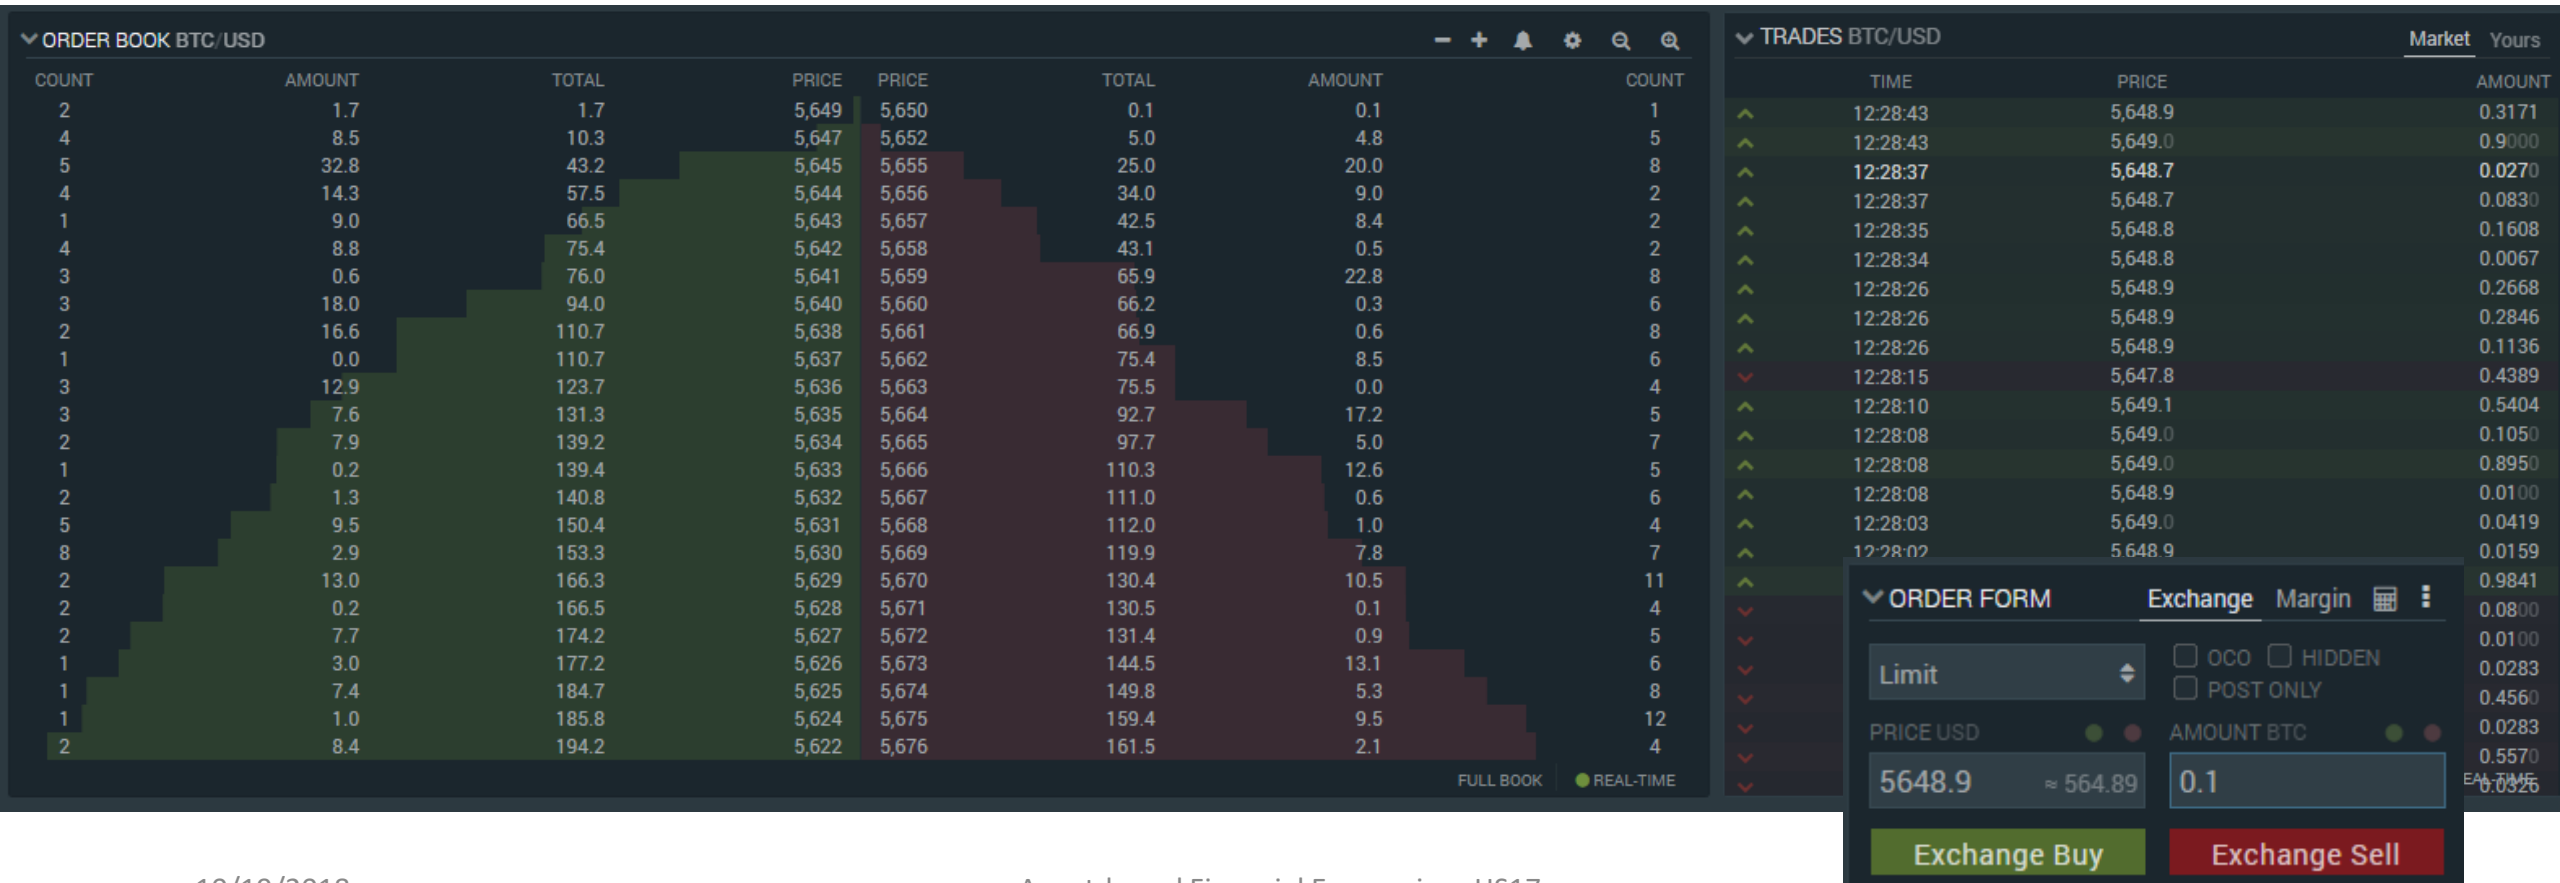 ORDER BOOK BTC/USD
COUNT AMOUNT TOTAL PRICE PRICE TOTAL AMOUNT COUNT
2 1.7 1.7 5,649 5,650 0.1 0.1 1
4 8.5 10.3 5,647 5,652 5.0 4.8 5
5 32.8 43.2 5,645 5,655 25.0 20.0 8
4 14.3 57.5 5,644 5,656 34.0 9.0 2
1 9.0 66.5 5,643 5,657 42.5 8.4 2
4 8.8 75.4 5,642 5,658 43.1 0.5 2
3 0.6 76.0 5,641 5,659 65.9 22.8 8
3 18.0 94.0 5,640 5,660 66.2 0.3 6
2 16.6 110.7 5,638 5,661 66.9 0.6 8
1 0.0 110.7 5,637 5,662 75.4 8.5 6
3 12.9 123.7 5,636 5,663 75.5 0.0 4
3 7.6 131.3 5,635 5,664 92.7 17.2 5
2 7.9 139.2 5,634 5,665 97.7 5.0 7
1 0.2 139.4 5,633 5,666 110.3 12.6 5
2 1.3 140.8 5,632 5,667 111.0 0.6 6
5 9.5 150.4 5,631 5,668 112.0 1.0 4
8 2.9 153.3 5,630 5,669 119.9 7.8 7
2 13.0 166.3 5,629 5,670 130.4 10.5 11
2 0.2 166.5 5,628 5,671 130.5 0.1 4
2 7.7 174.2 5,627 5,672 131.4 0.9 5
1 3.0 177.2 5,626 5,673 144.5 13.1 6
1 7.4 184.7 5,625 5,674 149.8 5.3 8
1 1.0 185.8 5,624 5,675 159.4 9.5 12
2 8.4 194.2 5,622 5,676 161.5 2.1 4
FULL BOOK REAL-TIME
TRADES BTC/USD Market Yours
TIME PRICE AMOUNT
12:28:43 5,648.9 0.3171
12:28:43 5,649.0 0.9000
12:28:37 5,648.7 0.0270
12:28:37 5,648.7 0.0830
12:28:35 5,648.8 0.1608
12:28:34 5,648.8 0.0067
12:28:26 5,648.9 0.2668
12:28:26 5,648.9 0.2846
12:28:26 5,648.9 0.1136
12:28:15 5,647.8 0.4389
12:28:10 5,649.1 0.5404
12:28:08 5,649.0 0.1050
12:28:08 5,649.0 0.8950
12:28:08 5,648.9 0.0100
12:28:03 5,649.0 0.0419
12:28:02 5,648.9 0.0159
0.9841
0.0800
0.0100
0.0283
0.4560
0.0283
0.5570
0.0326
ORDER FORM Exchange Margin
Limit OCO HIDDEN
POST ONLY
PRICE USD AMOUNT BTC
5648.9 ≈ 564.89 0.1
Exchange Buy Exchange Sell